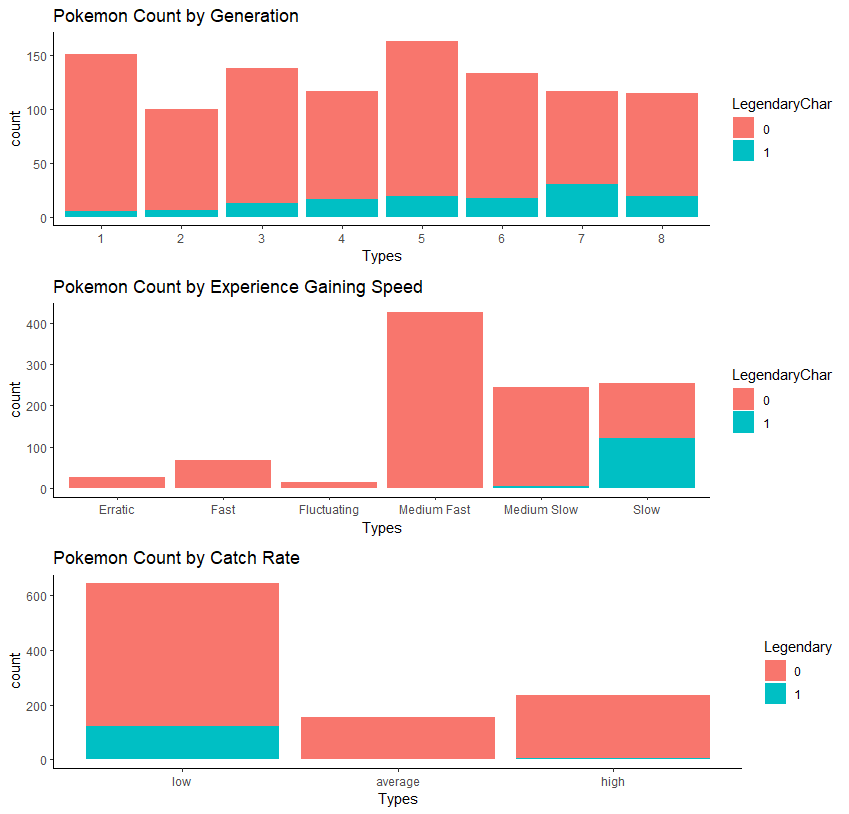 Pokemon Count by Generation
150
100
50
0
count
1 2 3 4 5 6 7 8
Types
LegendaryChar
0
1
Pokemon Count by Experience Gaining Speed
400
300
200
100
0
count
Erratic Fast Fluctuating Medium Fast Medium Slow Slow
Types
LegendaryChar
0
1
Pokemon Count by Catch Rate
600
400
200
0
count
low average high
Types
Legendary
0
1